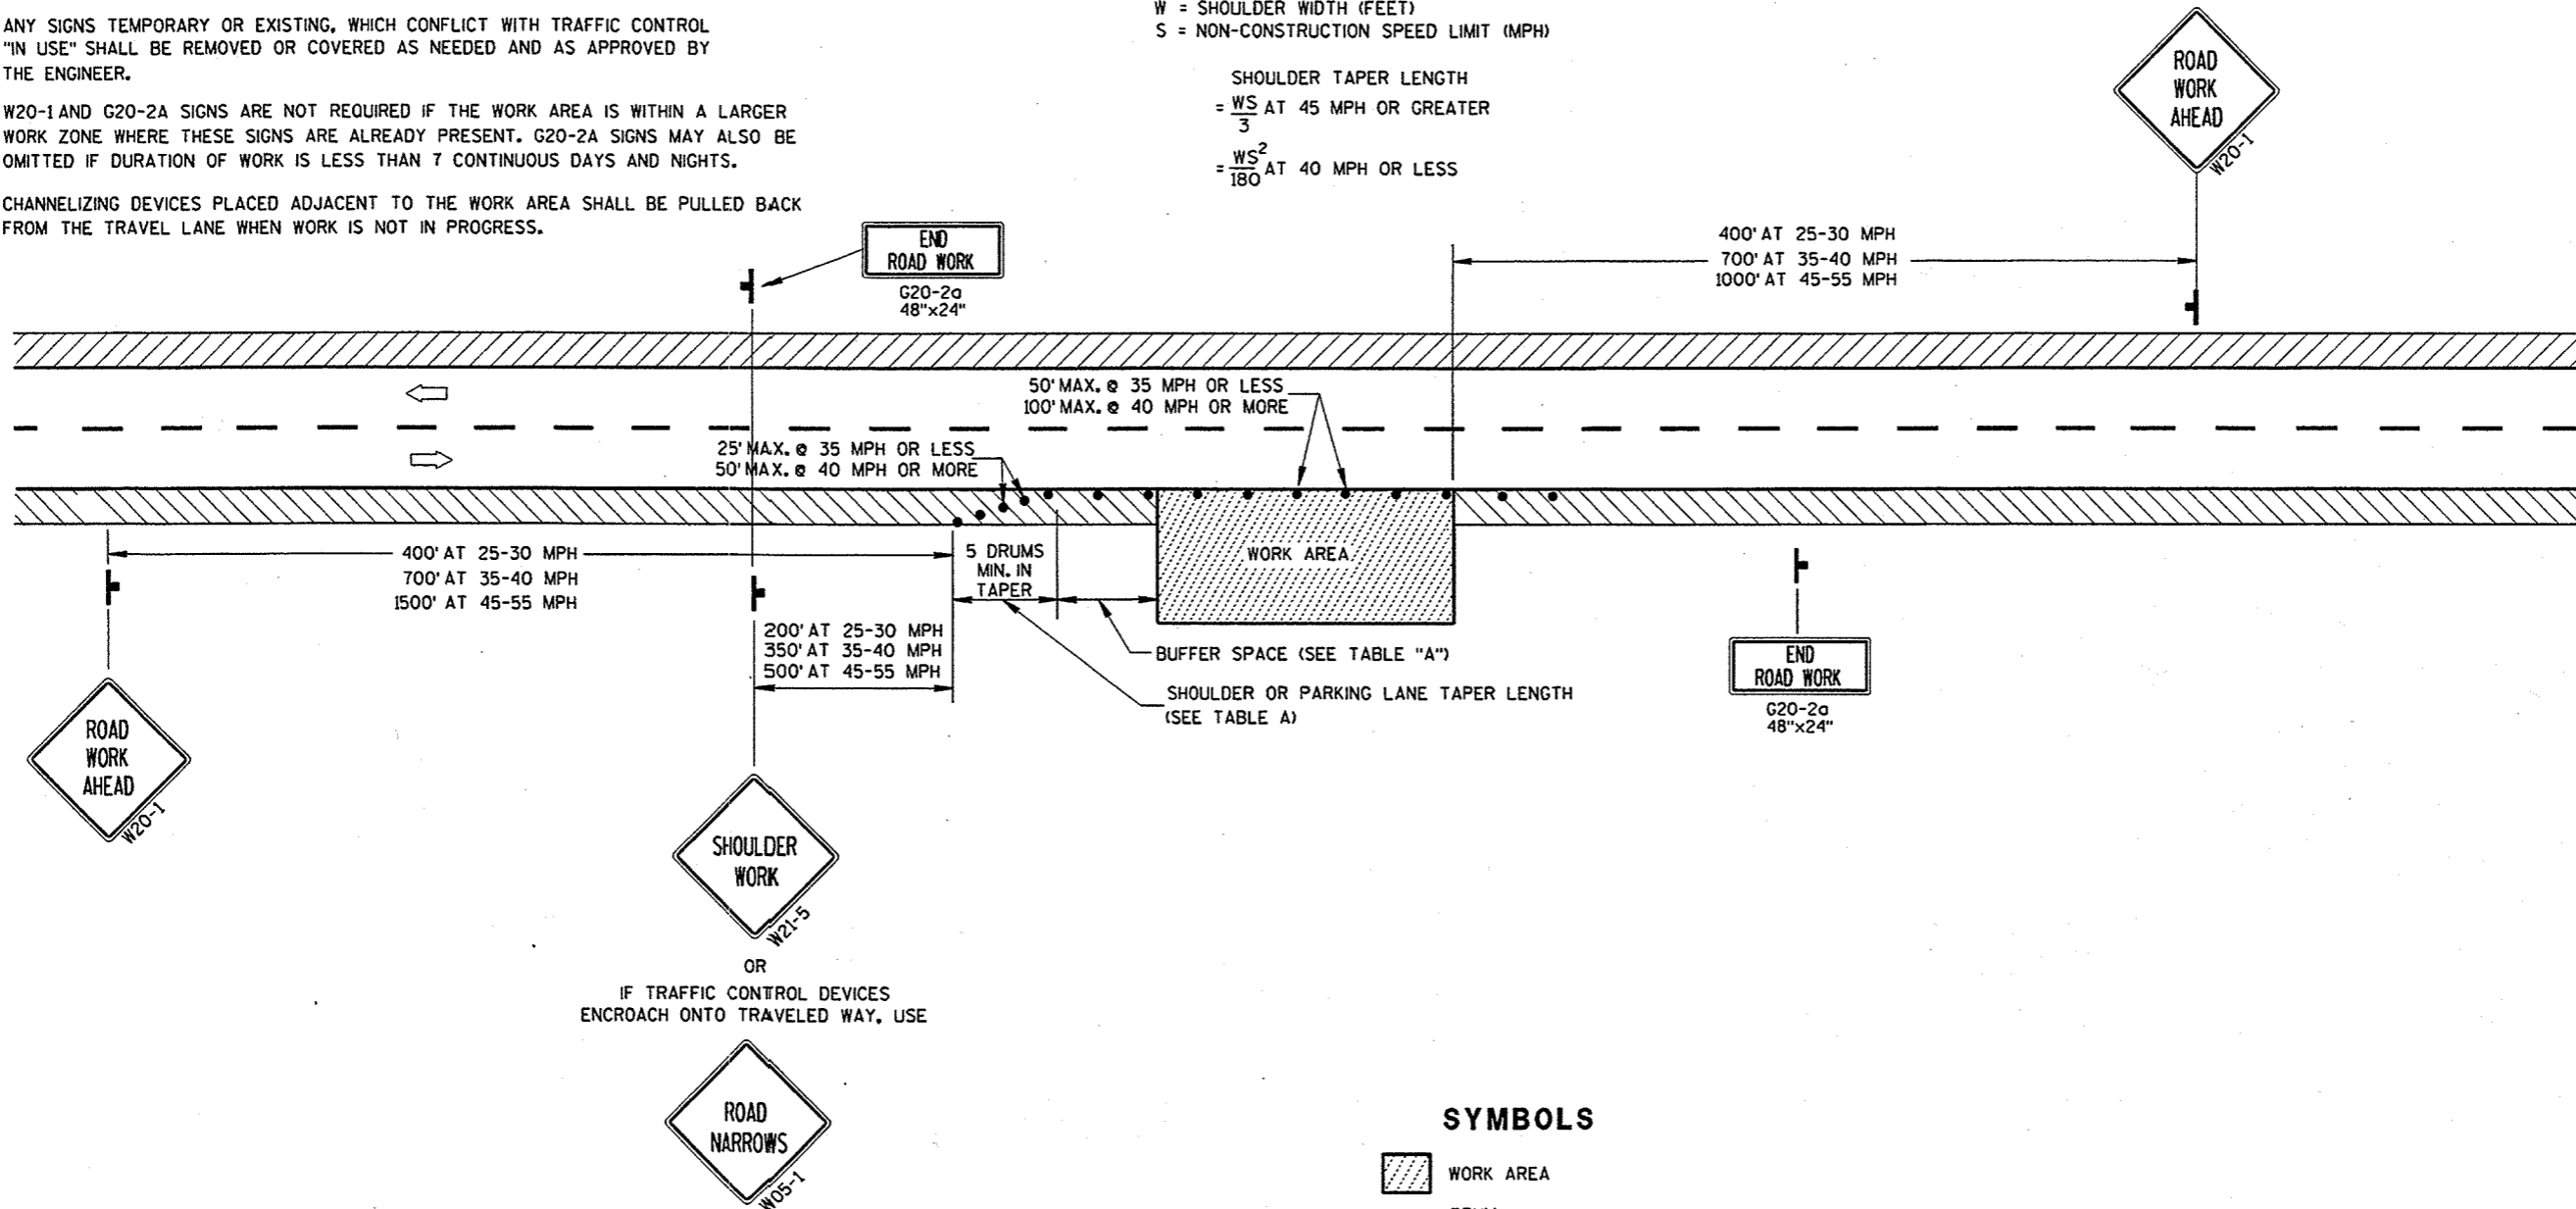 ANY SIGNS TEMPORARY OR EXISTING, WHICH CONFLICT WITH TRAFFIC CONTROL
"IN USE" SHALL BE REMOVED OR COVERED AS NEEDED AND AS APPROVED BY
THE ENGINEER.
W20-1 AND G20-2A SIGNS ARE NOT REQUIRED IF THE WORK AREA IS WITHIN A LARGER
WORK ZONE WHERE THESE SIGNS ARE ALREADY PRESENT. G20-2A SIGNS MAY ALSO BE
OMITTED IF DURATION OF WORK IS LESS THAN 7 CONTINUOUS DAYS AND NIGHTS.
CHANNELIZING DEVICES PLACED ADJACENT TO THE WORK AREA SHALL BE PULLED BACK
FROM THE TRAVEL LANE WHEN WORK IS NOT IN PROGRESS.
W = SHOULDER WIDTH (FEET)
S = NON-CONSTRUCTION SPEED LIMIT (MPH)
SHOULDER TAPER LENGTH
= WS/3 AT 45 MPH OR GREATER
= WS²/180 AT 40 MPH OR LESS
ROAD
WORK
AHEAD
W20-1
END
ROAD WORK
G20-2a
48"x24"
400' AT 25-30 MPH
700' AT 35-40 MPH
1000' AT 45-55 MPH
50' MAX. @ 35 MPH OR LESS
100' MAX. @ 40 MPH OR MORE
25' MAX. @ 35 MPH OR LESS
50' MAX. @ 40 MPH OR MORE
400' AT 25-30 MPH
700' AT 35-40 MPH
1500' AT 45-55 MPH
5 DRUMS
MIN. IN
TAPER
WORK AREA
200' AT 25-30 MPH
350' AT 35-40 MPH
500' AT 45-55 MPH
BUFFER SPACE (SEE TABLE "A")
SHOULDER OR PARKING LANE TAPER LENGTH
(SEE TABLE A)
END
ROAD WORK
G20-2a
48"x24"
ROAD
WORK
AHEAD
W20-1
SHOULDER
WORK
W21-5
OR
IF TRAFFIC CONTROL DEVICES
ENCROACH ONTO TRAVELED WAY, USE
ROAD
NARROWS
W05-1
SYMBOLS
WORK AREA